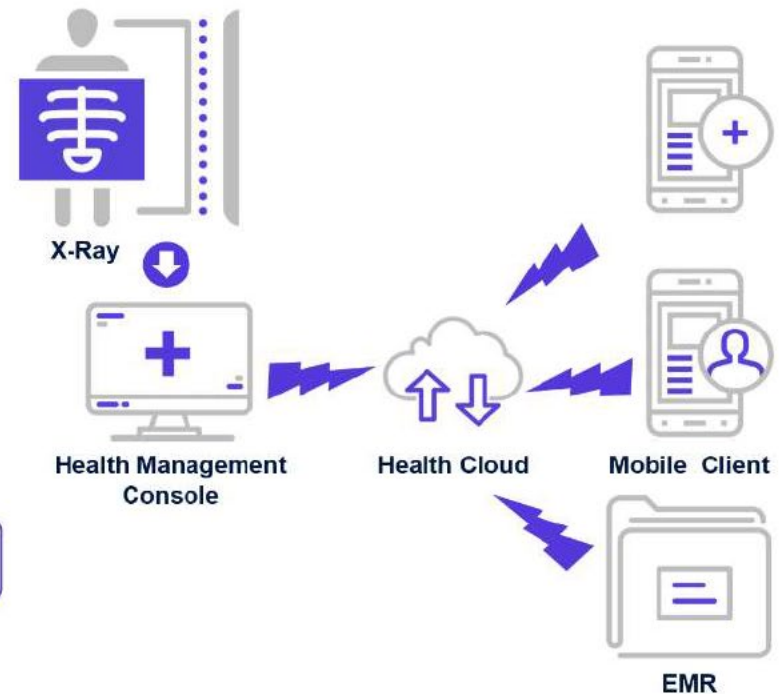 X-Ray
Health Management
Console
Health Cloud
Mobile Client
EMR